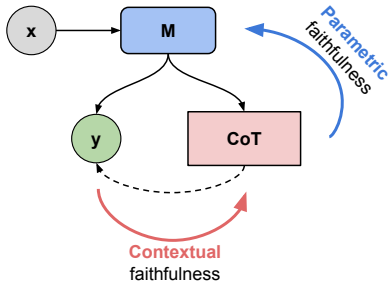 x
M
Parametric
faithfulness
y
CoT
Contextual
faithfulness